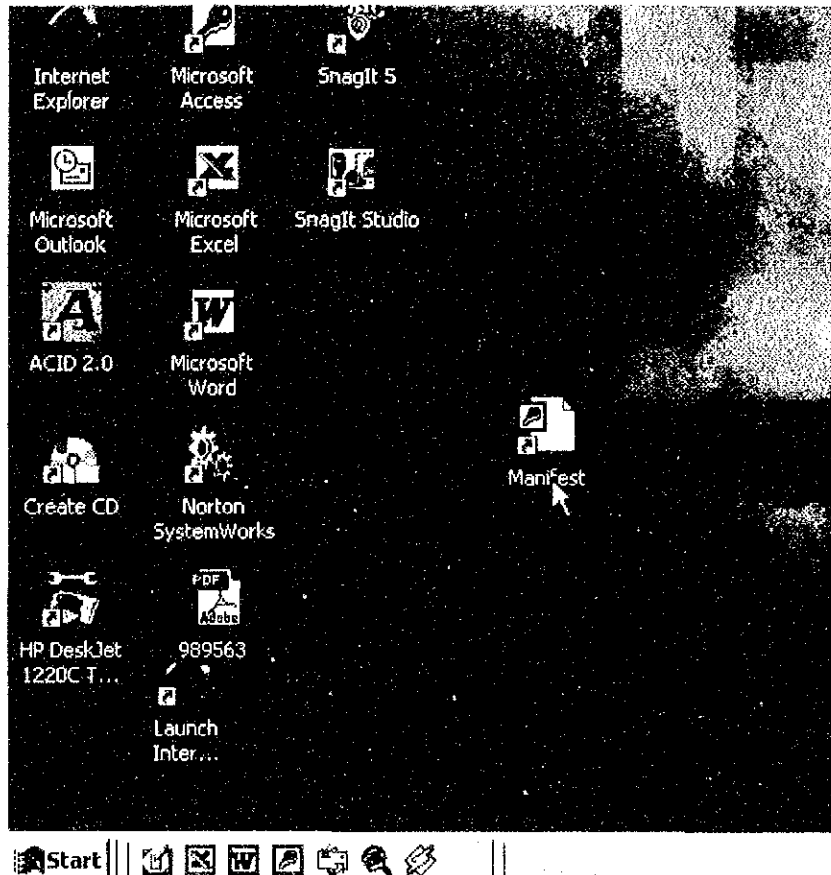 Internet
Explorer
Microsoft
Access
SnagIt 5
Microsoft
Outlook
Microsoft
Excel
SnagIt Studio
ACID 2.0
Microsoft
Word
Create CD
Norton
SystemWorks
Manifest
HP DeskJet
1220C T...
PDF
Adobe
989563
Launch
Inter...
Start